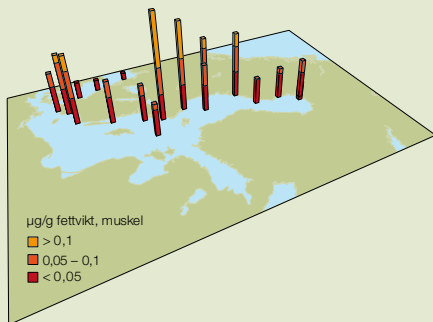 µg/g fettvikt, muskel
> 0,1
0,05 – 0,1
< 0,05